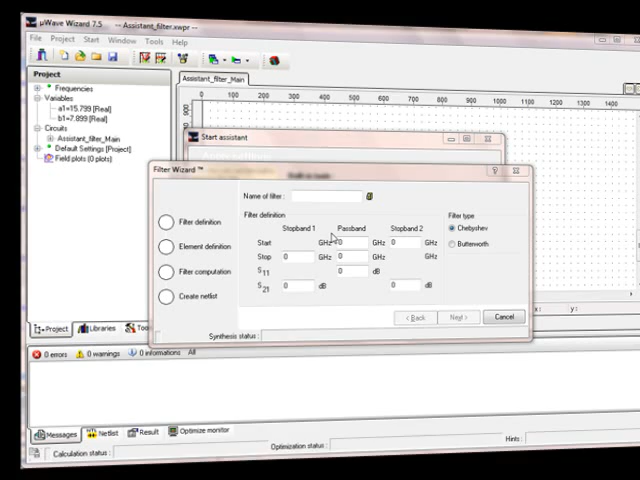 µWave Wizard 7.5 -- Assistant_filter.xwpr --
File Project Start Window Tools Help
Project
Frequencies
Variables
a1=15.799 [Real]
b1=7.899 [Real]
Circuits
Assistant_filter_Main
Default Settings [Project]
Field plots (0 plots)
Assistant_filter_Main
0 100 200 300 400 500 600 700 800 900 1000 1100 1200 1300 1400
900
Start assistant
Filter Wizard ™
Name of filter :
Filter definition
Element definition
Filter computation
Create netlist
Filter definition
Stopband 1 Passband Stopband 2
Start GHz 0 GHz 0 GHz
Stop 0 GHz 0 GHz GHz
S11 0 dB
S21 0 dB 0 dB
Filter type
Chebyshev
Butterworth
< Back Next > Cancel
Synthesis status :
x: y:
Project Libraries Tools
0 errors 0 warnings 0 informations All
Messages Netlist Result Optimize monitor
Calculation status : Optimization status : Hints :